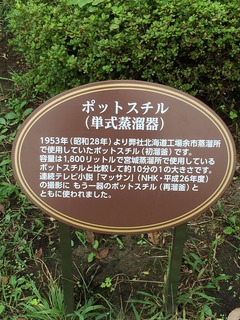 ポットスチル
(単式蒸溜器)
1953年(昭和28年)より弊社北海道工場余市蒸溜所
で使用していたポットスチル(初溜釜)です。
容量は1,800リットルで宮城蒸溜所で使用している
ポットスチルと比較して約10分の1の大きさです。
連続テレビ小説「マッサン」(NHK・平成26年度)
の撮影に もう一器のポットスチル(再溜釜)と
ともに使われました。